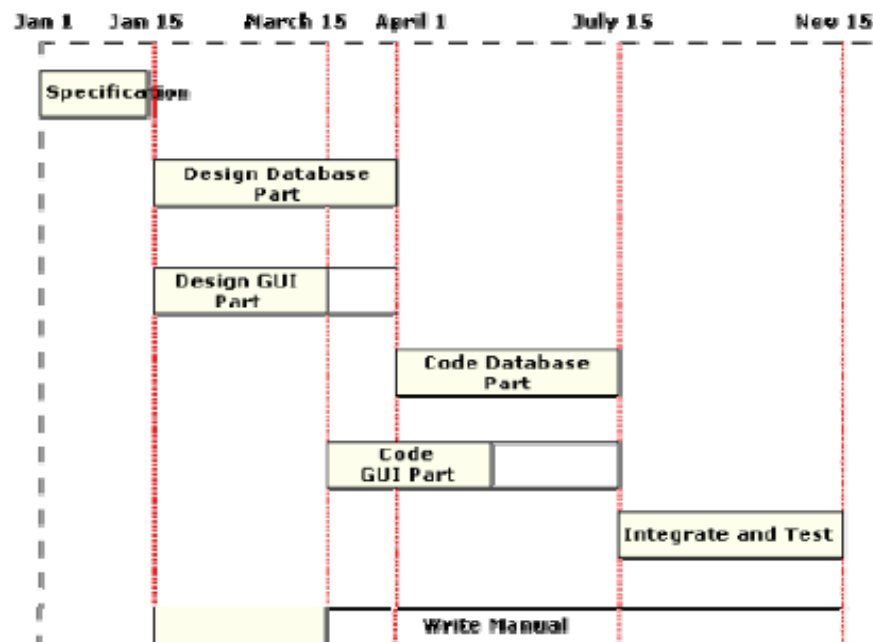 Jan 1 Jan 15 March 15 April 1 July 15 Nov 15
Specification
Design Database
Part
Design GUI
Part
Code Database
Part
Code
GUI Part
Integrate and Test
Write Manual